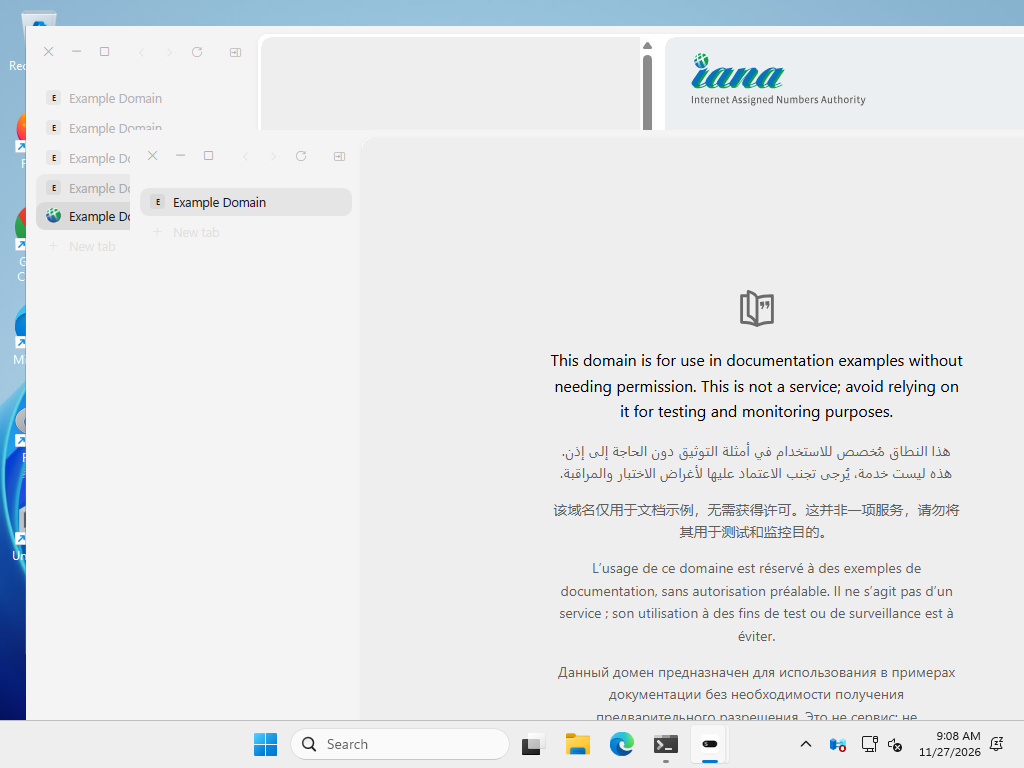 Example Domain
Example Domain
Example
Example
Example
New tab
iana
Internet Assigned Numbers Authority
Example Domain
New tab
This domain is for use in documentation examples without
needing permission. This is not a service; avoid relying on
it for testing and monitoring purposes.
هذا النطاق مُخصص للاستخدام في أمثلة التوثيق دون الحاجة إلى إذن.
هذه ليست خدمة، يُرجى تجنب الاعتماد عليها لأغراض الاختبار والمراقبة.
该域名仅用于文档示例，无需获得许可。这并非一项服务，请勿将
其用于测试和监控目的。
L’usage de ce domaine est réservé à des exemples de
documentation, sans autorisation préalable. Il ne s’agit pas d’un
service ; son utilisation à des fins de test ou de surveillance est à
éviter.
Данный домен предназначен для использования в примерах
документации без необходимости получения
предварительного разрешения. Это не сервис; не
Search
9:08 AM
11/27/2026